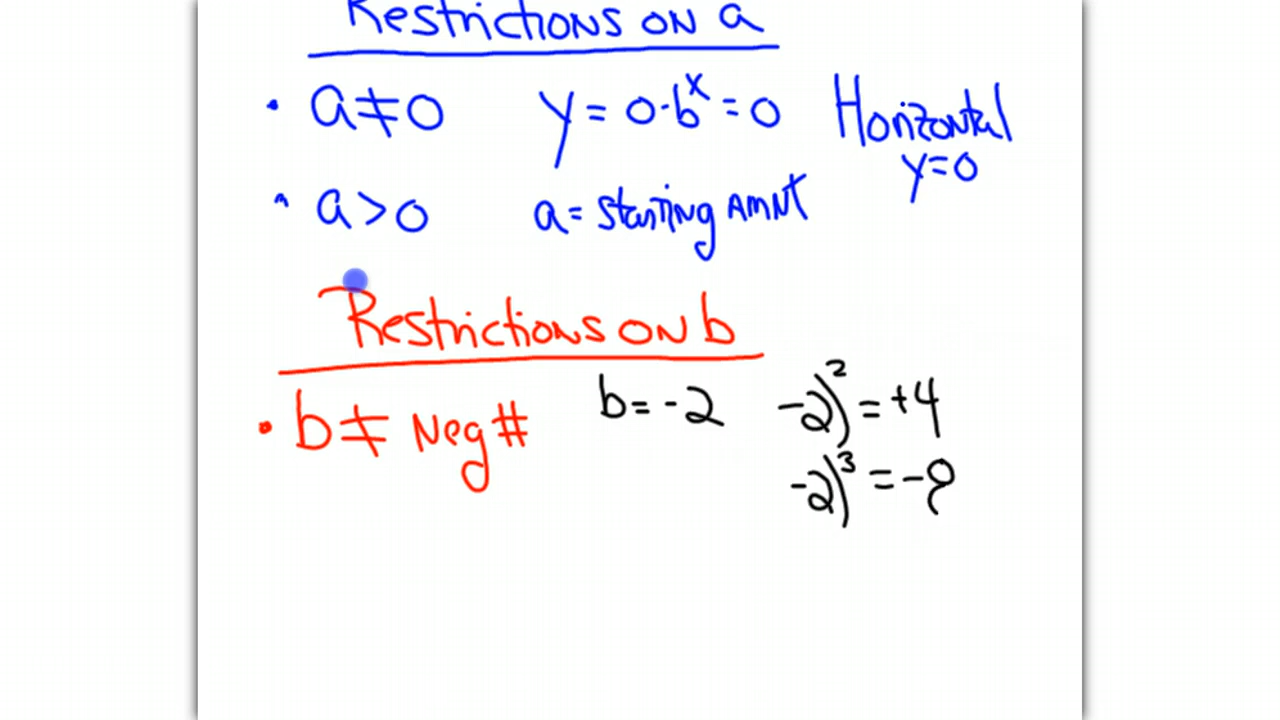 Restrictions on a
• a≠0 y = 0·bˣ = 0 Horizontal
y=0
• a>0 a = starting AMNT
Restrictions on b
• b≠ Neg# b = -2 -2)² = +4
-2)³ = -8